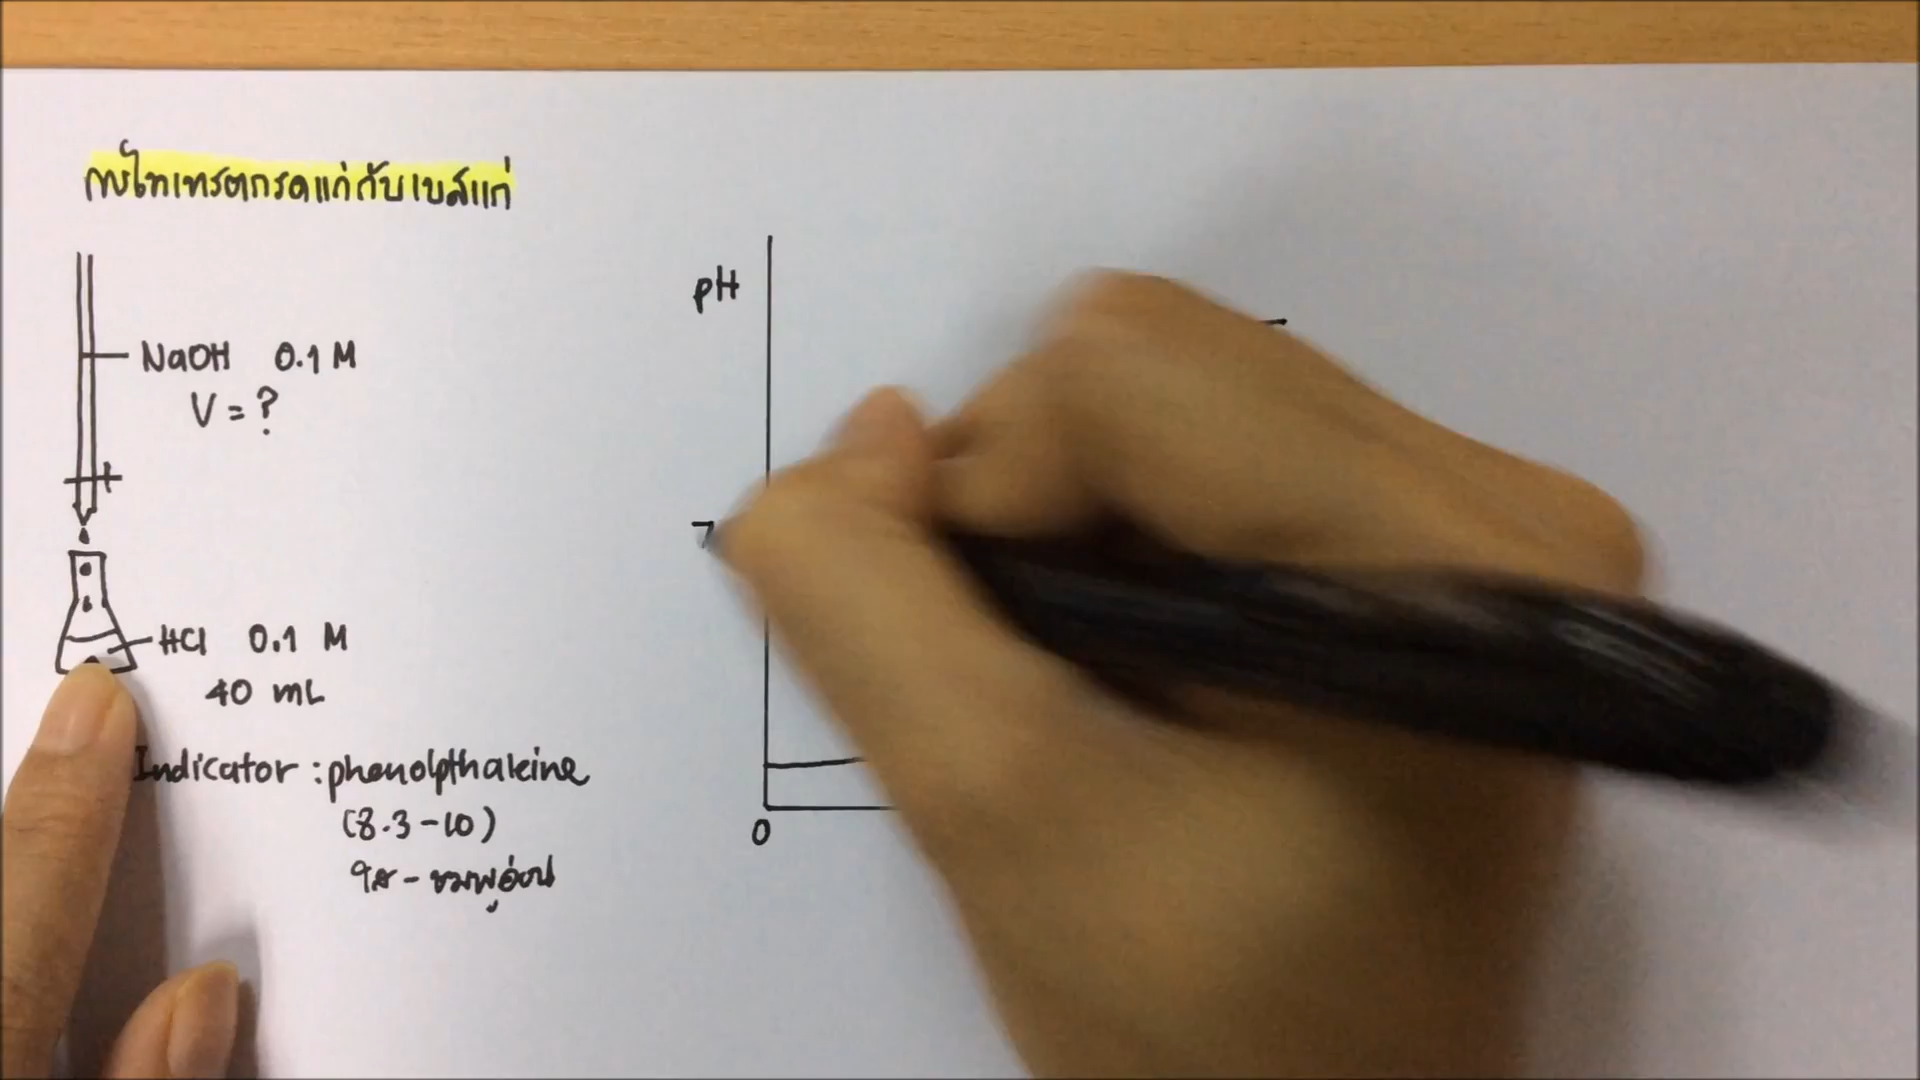 การไทเทรตกรดแก่กับเบสแก่
NaOH 0.1 M
V = ?
HCl 0.1 M
40 mL
Indicator : phenolpthaleine
(8.3 - 10)
ใส - ชมพูอ่อน
pH
7
0